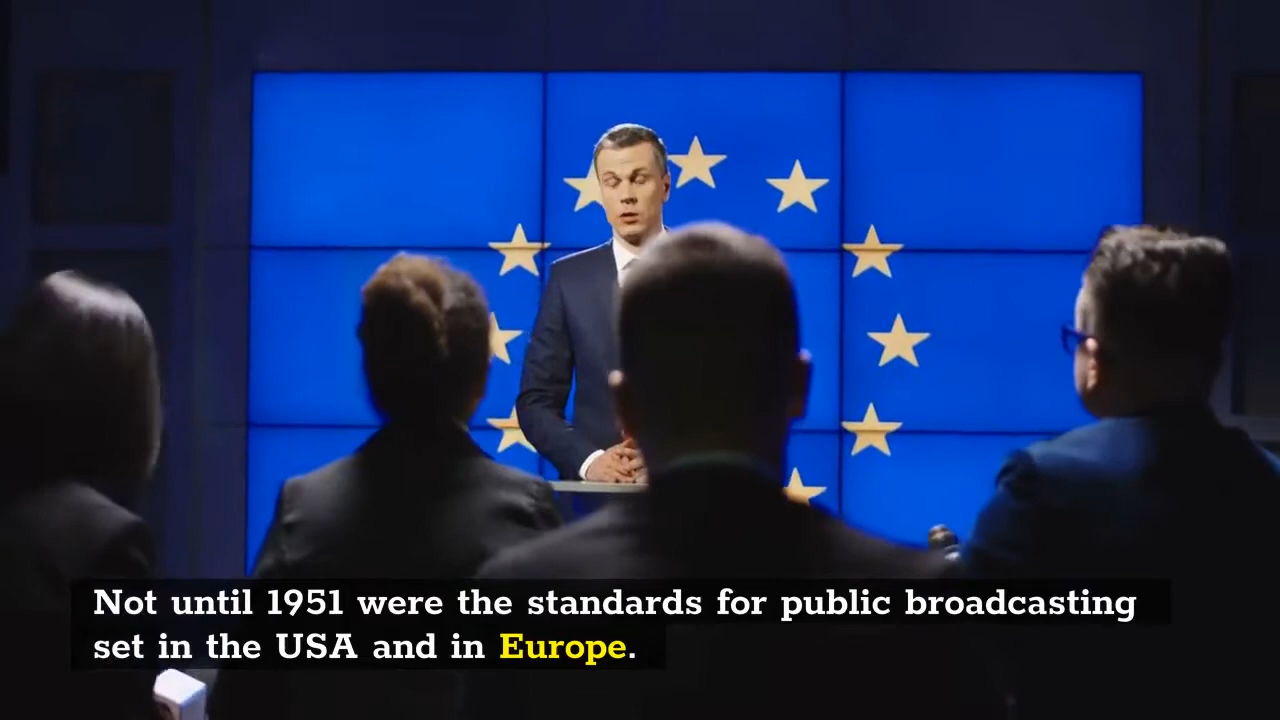 Not until 1951 were the standards for public broadcasting
set in the USA and in Europe.